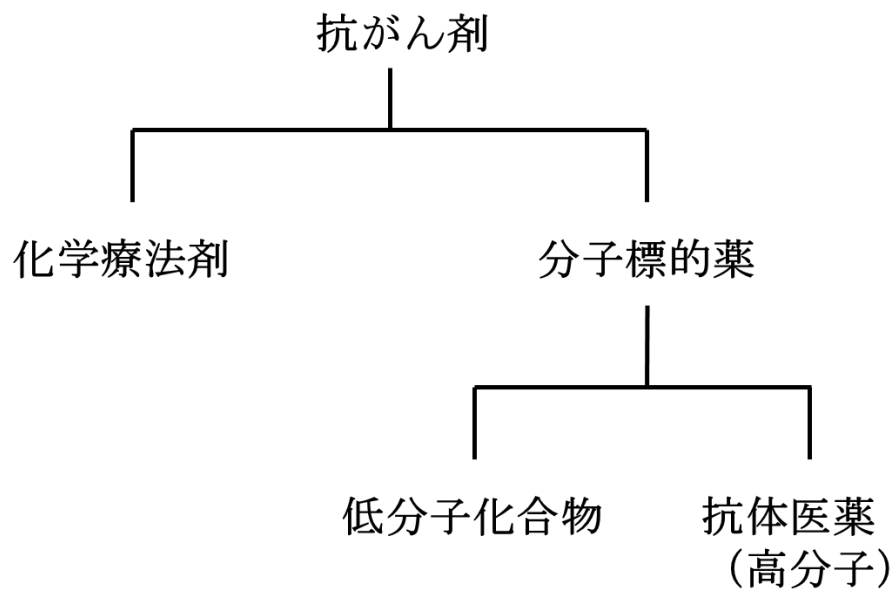 抗がん剤
化学療法剤
分子標的薬
低分子化合物
抗体医薬
（高分子）